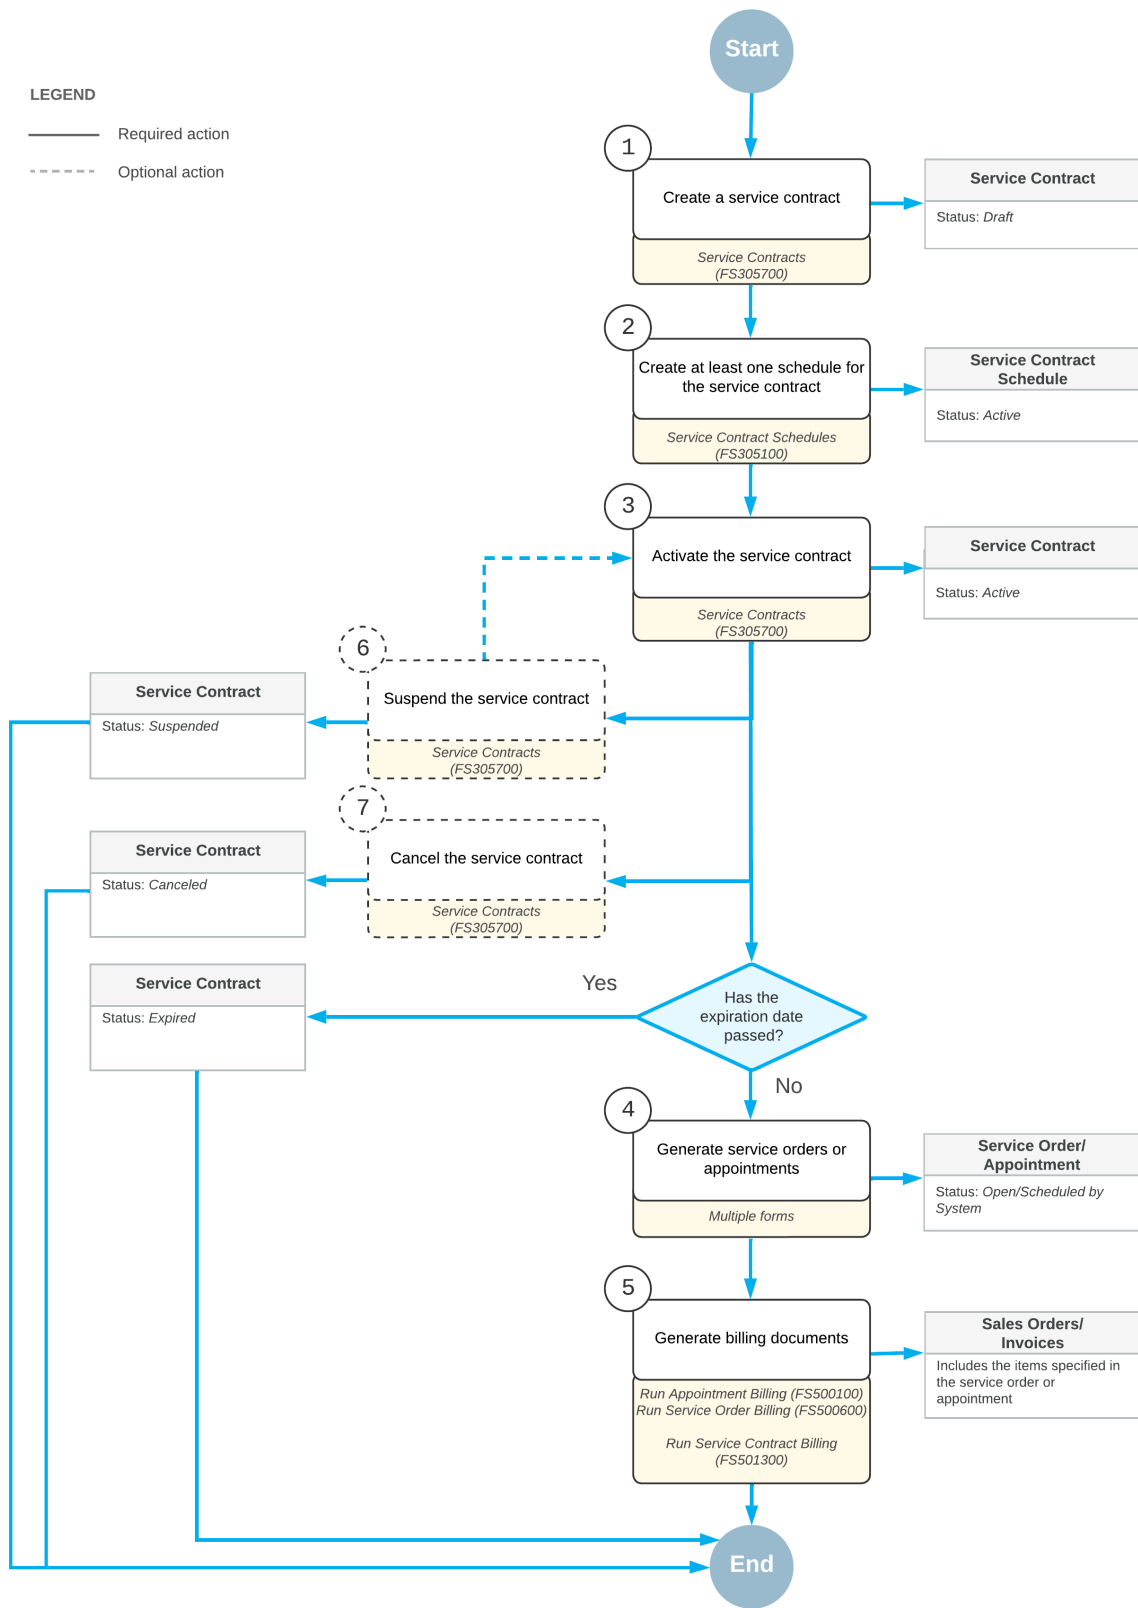 Start
LEGEND
Required action
Optional action
1
Create a service contract
Service Contracts
(FS305700)
Service Contract
Status: Draft
2
Create at least one schedule for
the service contract
Service Contract Schedules
(FS305100)
Service Contract
Schedule
Status: Active
3
Activate the service contract
Service Contracts
(FS305700)
Service Contract
Status: Active
6
Suspend the service contract
Service Contracts
(FS305700)
Service Contract
Status: Suspended
7
Cancel the service contract
Service Contracts
(FS305700)
Service Contract
Status: Canceled
Service Contract
Status: Expired
Yes
Has the
expiration date
passed?
No
4
Generate service orders or
appointments
Multiple forms
Service Order/
Appointment
Status: Open/Scheduled by
System
5
Generate billing documents
Run Appointment Billing (FS500100)
Run Service Order Billing (FS500600)
Run Service Contract Billing
(FS501300)
Sales Orders/
Invoices
Includes the items specified in
the service order or
appointment
End